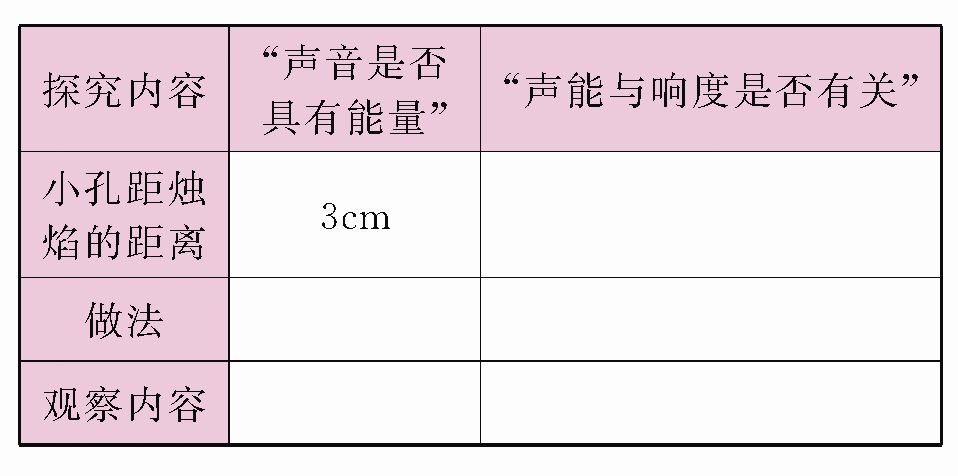 探究内容
“声音是否
具有能量”
“声能与响度是否有关”
小孔距烛
焰的距离
3cm
做法
观察内容